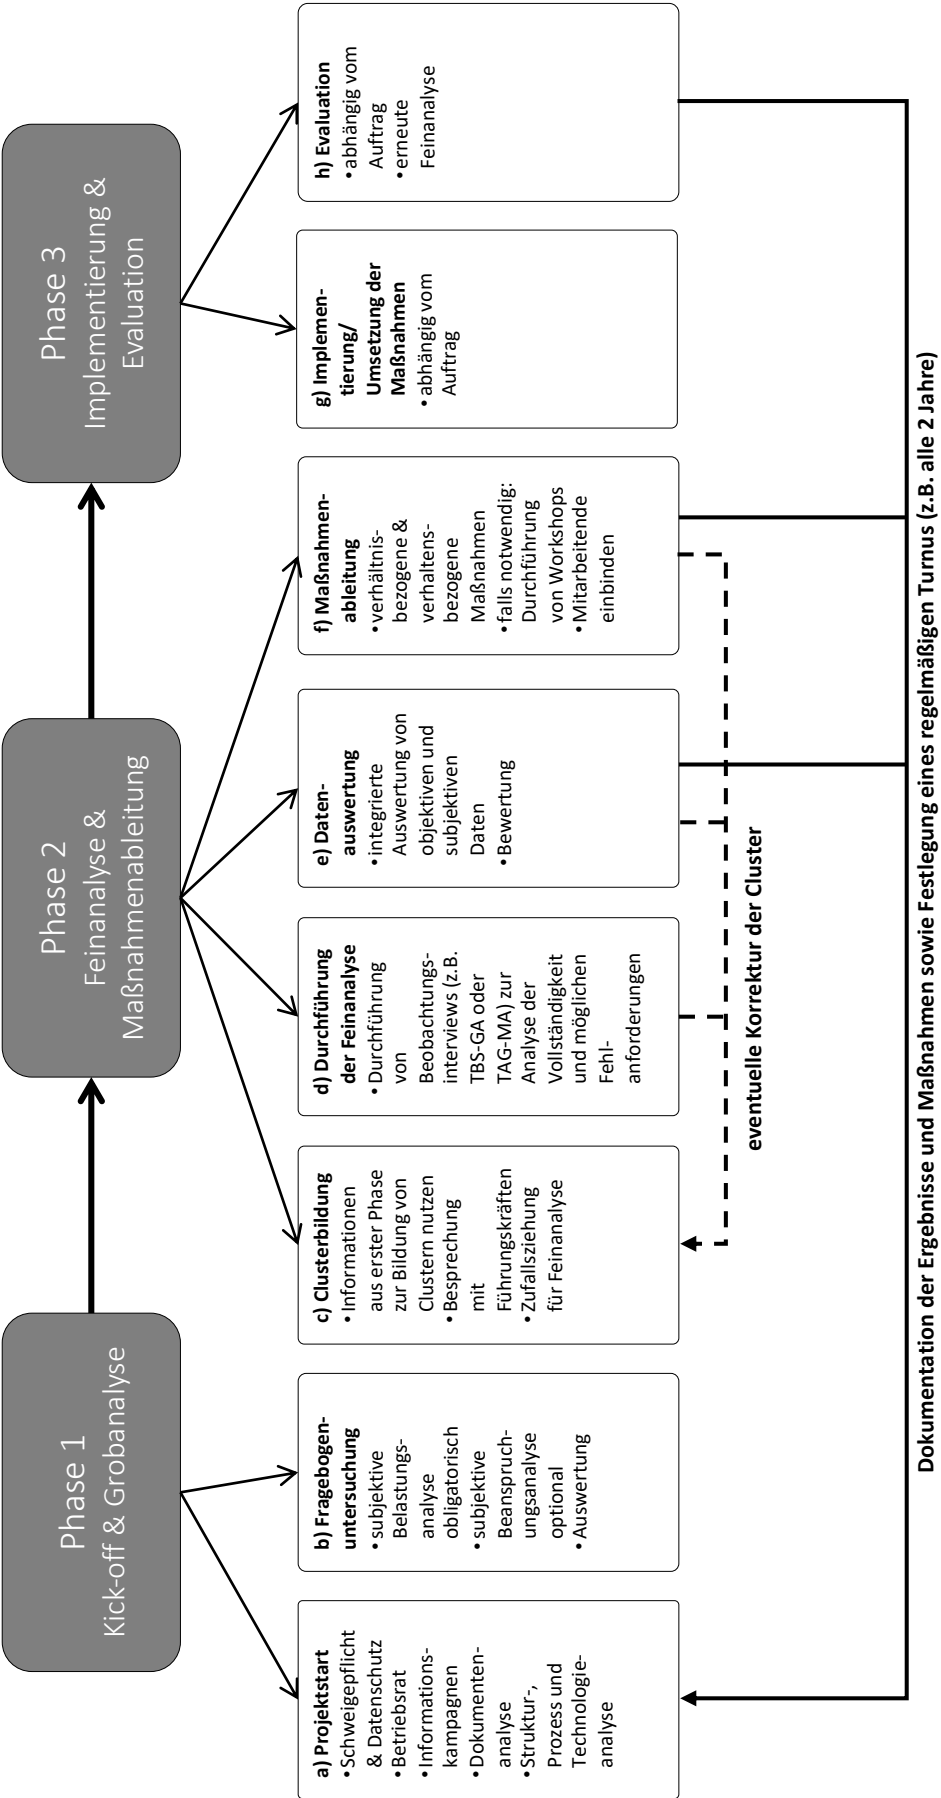 Phase 1
Kick-off & Grobanalyse
Phase 2
Feinanalyse &
Maßnahmenableitung
Phase 3
Implementierung &
Evaluation
a) Projektstart
• Schweigepflicht
& Datenschutz
• Betriebsrat
• Informations-
kampagnen
• Dokumenten-
analyse
• Struktur-,
Prozess und
Technologie-
analyse
b) Fragebogen-
untersuchung
• subjektive
Belastungs-
analyse
obligatorisch
• subjektive
Beanspruch-
ungsanalyse
optional
• Auswertung
c) Clusterbildung
• Informationen
aus erster Phase
zur Bildung von
Clustern nutzen
• Besprechung
mit
Führungskräften
• Zufallsziehung
für Feinanalyse
d) Durchführung
der Feinanalyse
• Durchführung
von
Beobachtungs-
interviews (z.B.
TBS-GA oder
TAG-MA) zur
Analyse der
Vollständigkeit
und möglichen
Fehl-
anforderungen
e) Daten-
auswertung
• integrierte
Auswertung von
objektiven und
subjektiven
Daten
• Bewertung
f) Maßnahmen-
ableitung
• verhältnis-
bezogene &
verhaltens-
bezogene
Maßnahmen
• falls notwendig:
Durchführung
von Workshops
• Mitarbeitende
einbinden
g) Implemen-
tierung/
Umsetzung der
Maßnahmen
• abhängig vom
Auftrag
h) Evaluation
• abhängig vom
Auftrag
• erneute
Feinanalyse
eventuelle Korrektur der Cluster
Dokumentation der Ergebnisse und Maßnahmen sowie Festlegung eines regelmäßigen Turnus (z.B. alle 2 Jahre)